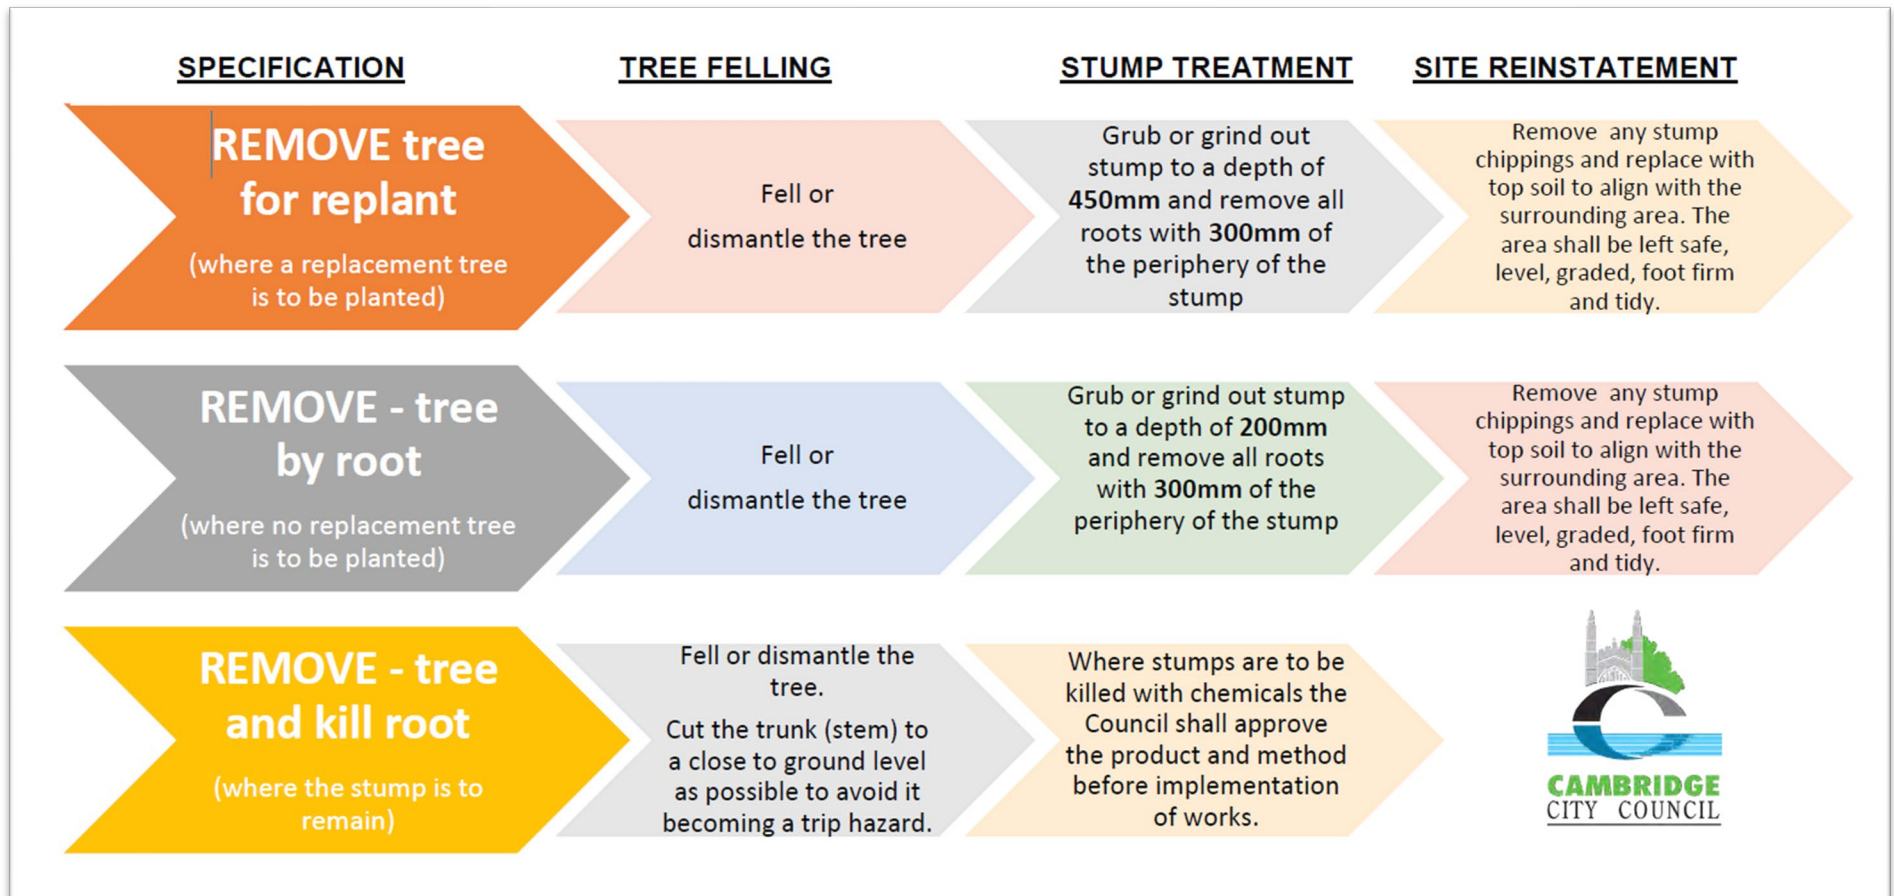 SPECIFICATION
TREE FELLING
STUMP TREATMENT
SITE REINSTATEMENT
REMOVE tree
for replant
(where a replacement tree
is to be planted)
Fell or
dismantle the tree
Grub or grind out
stump to a depth of
450mm and remove all
roots with 300mm of
the periphery of the
stump
Remove any stump
chippings and replace with
top soil to align with the
surrounding area. The
area shall be left safe,
level, graded, foot firm
and tidy.
REMOVE - tree
by root
(where no replacement tree
is to be planted)
Fell or
dismantle the tree
Grub or grind out stump
to a depth of 200mm
and remove all roots
with 300mm of the
periphery of the stump
Remove any stump
chippings and replace with
top soil to align with the
surrounding area. The
area shall be left safe,
level, graded, foot firm
and tidy.
REMOVE - tree
and kill root
(where the stump is to
remain)
Fell or dismantle the
tree.
Cut the trunk (stem) to
a close to ground level
as possible to avoid it
becoming a trip hazard.
Where stumps are to be
killed with chemicals the
Council shall approve
the product and method
before implementation
of works.
CAMBRIDGE
CITY COUNCIL